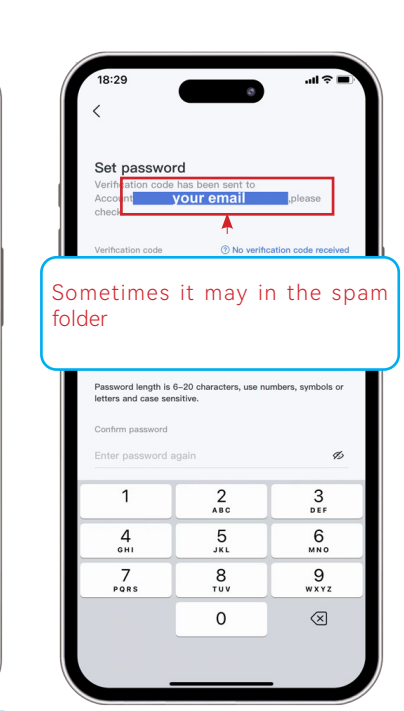 18:29
Set password
Verification code has been sent to
Account your email ,please
check
Verification code
No verification code received
Sometimes it may in the spam
folder
Password length is 6–20 characters, use numbers, symbols or
letters and case sensitive.
Confirm password
Enter password again
1
2 ABC
3 DEF
4 GHI
5 JKL
6 MNO
7 PQRS
8 TUV
9 WXYZ
0